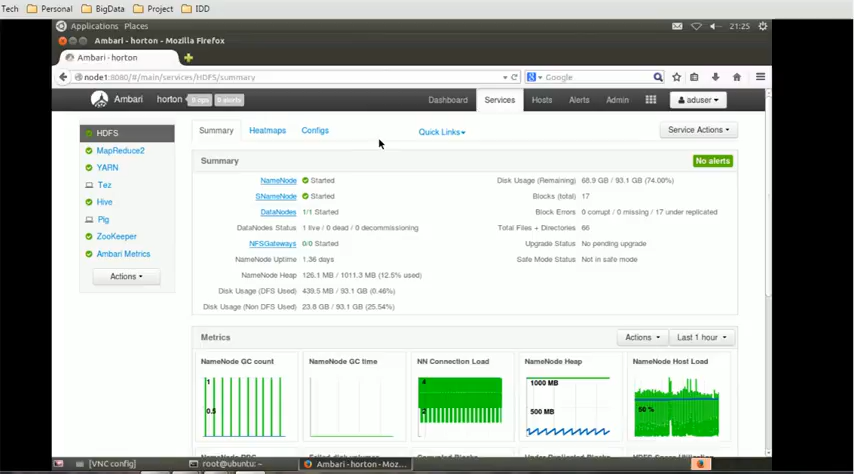 Tech Personal BigData Project IDD
Applications Places 21:25
Ambari - horton - Mozilla Firefox
Ambari - horton
node1:8080/#/main/services/HDFS/summary Google
Ambari horton 0 ops 0 alerts Dashboard Services Hosts Alerts Admin aduser
HDFS
MapReduce2
YARN
Tez
Hive
Pig
ZooKeeper
Ambari Metrics
Actions
Summary Heatmaps Configs Quick Links Service Actions
Summary No alerts
NameNode Started
SNameNode Started
DataNodes 1/1 Started
DataNodes Status 1 live / 0 dead / 0 decommissioning
NFSGateways 0/0 Started
NameNode Uptime 1.36 days
NameNode Heap 126.1 MB / 1011.3 MB (12.5% used)
Disk Usage (DFS Used) 439.5 MB / 93.1 GB (0.46%)
Disk Usage (Non DFS Used) 23.8 GB / 93.1 GB (25.54%)
Disk Usage (Remaining) 68.9 GB / 93.1 GB (74.00%)
Blocks (total) 17
Block Errors 0 corrupt / 0 missing / 17 under replicated
Total Files + Directories 66
Upgrade Status No pending upgrade
Safe Mode Status Not in safe mode
Metrics Actions Last 1 hour
NameNode GC count
1
0.5
NameNode GC time
NN Connection Load
4
2
NameNode Heap
1000 MB
500 MB
NameNode Host Load
50 %
[VNC config] root@ubuntu: ~ Ambari - horton - Moz...